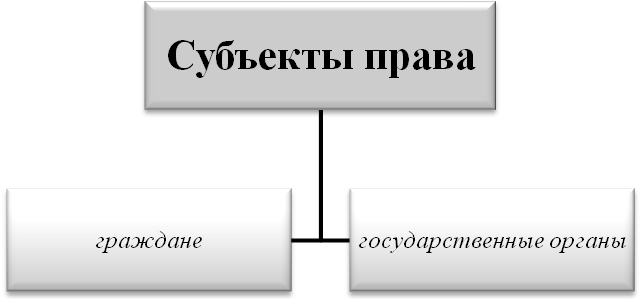 Субъекты права
граждане
государственные органы